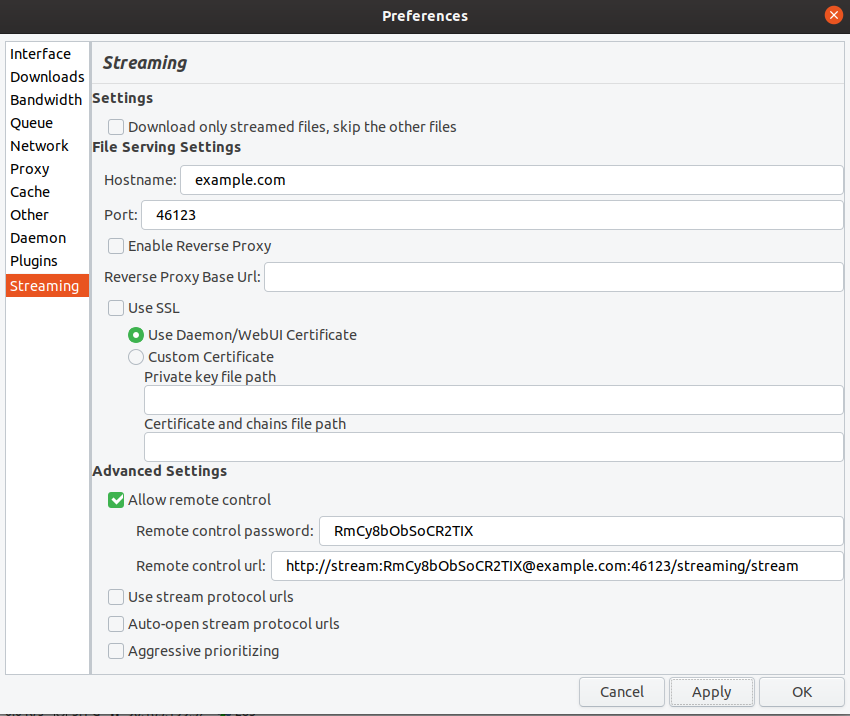 Preferences
Interface
Downloads
Bandwidth
Queue
Network
Proxy
Cache
Other
Daemon
Plugins
Streaming
Streaming
Settings
Download only streamed files, skip the other files
File Serving Settings
Hostname: example.com
Port: 46123
Enable Reverse Proxy
Reverse Proxy Base Url:
Use SSL
Use Daemon/WebUI Certificate
Custom Certificate
Private key file path
Certificate and chains file path
Advanced Settings
Allow remote control
Remote control password: RmCy8bObSoCR2TIX
Remote control url: http://stream:RmCy8bObSoCR2TIX@example.com:46123/streaming/stream
Use stream protocol urls
Auto-open stream protocol urls
Aggressive prioritizing
Cancel Apply OK